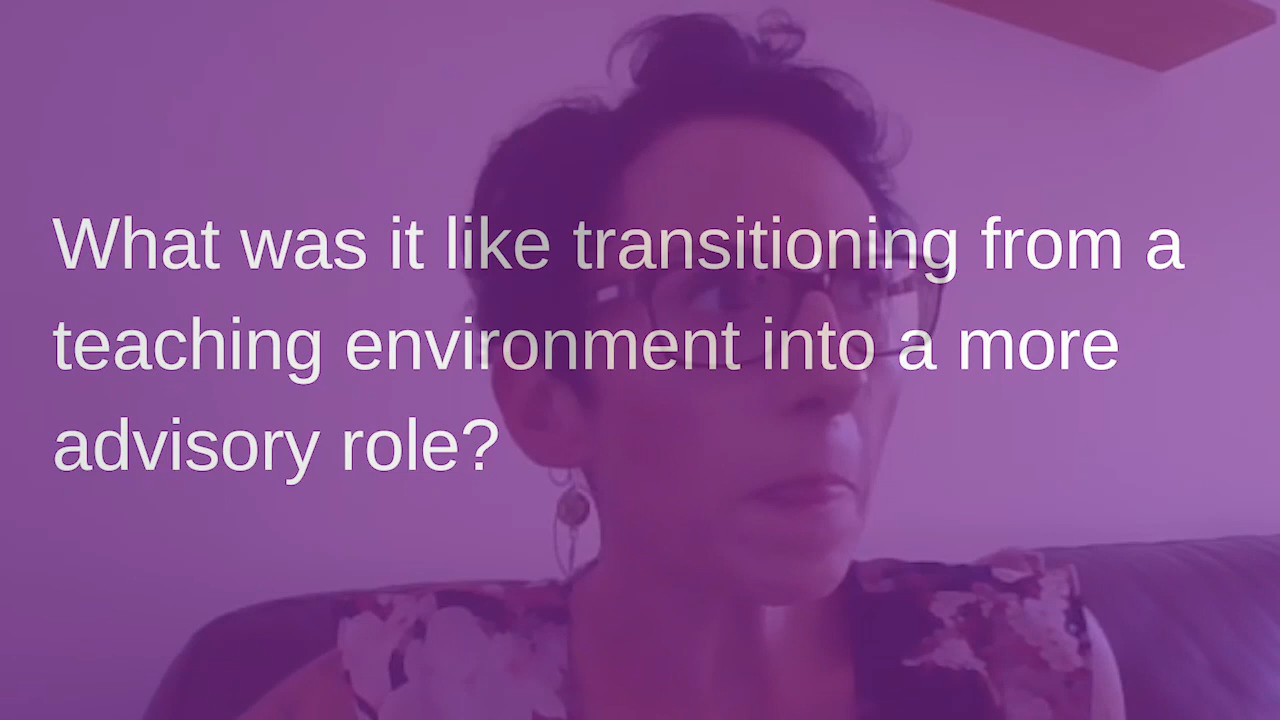 What was it like transitioning from a
teaching environment into a more
advisory role?